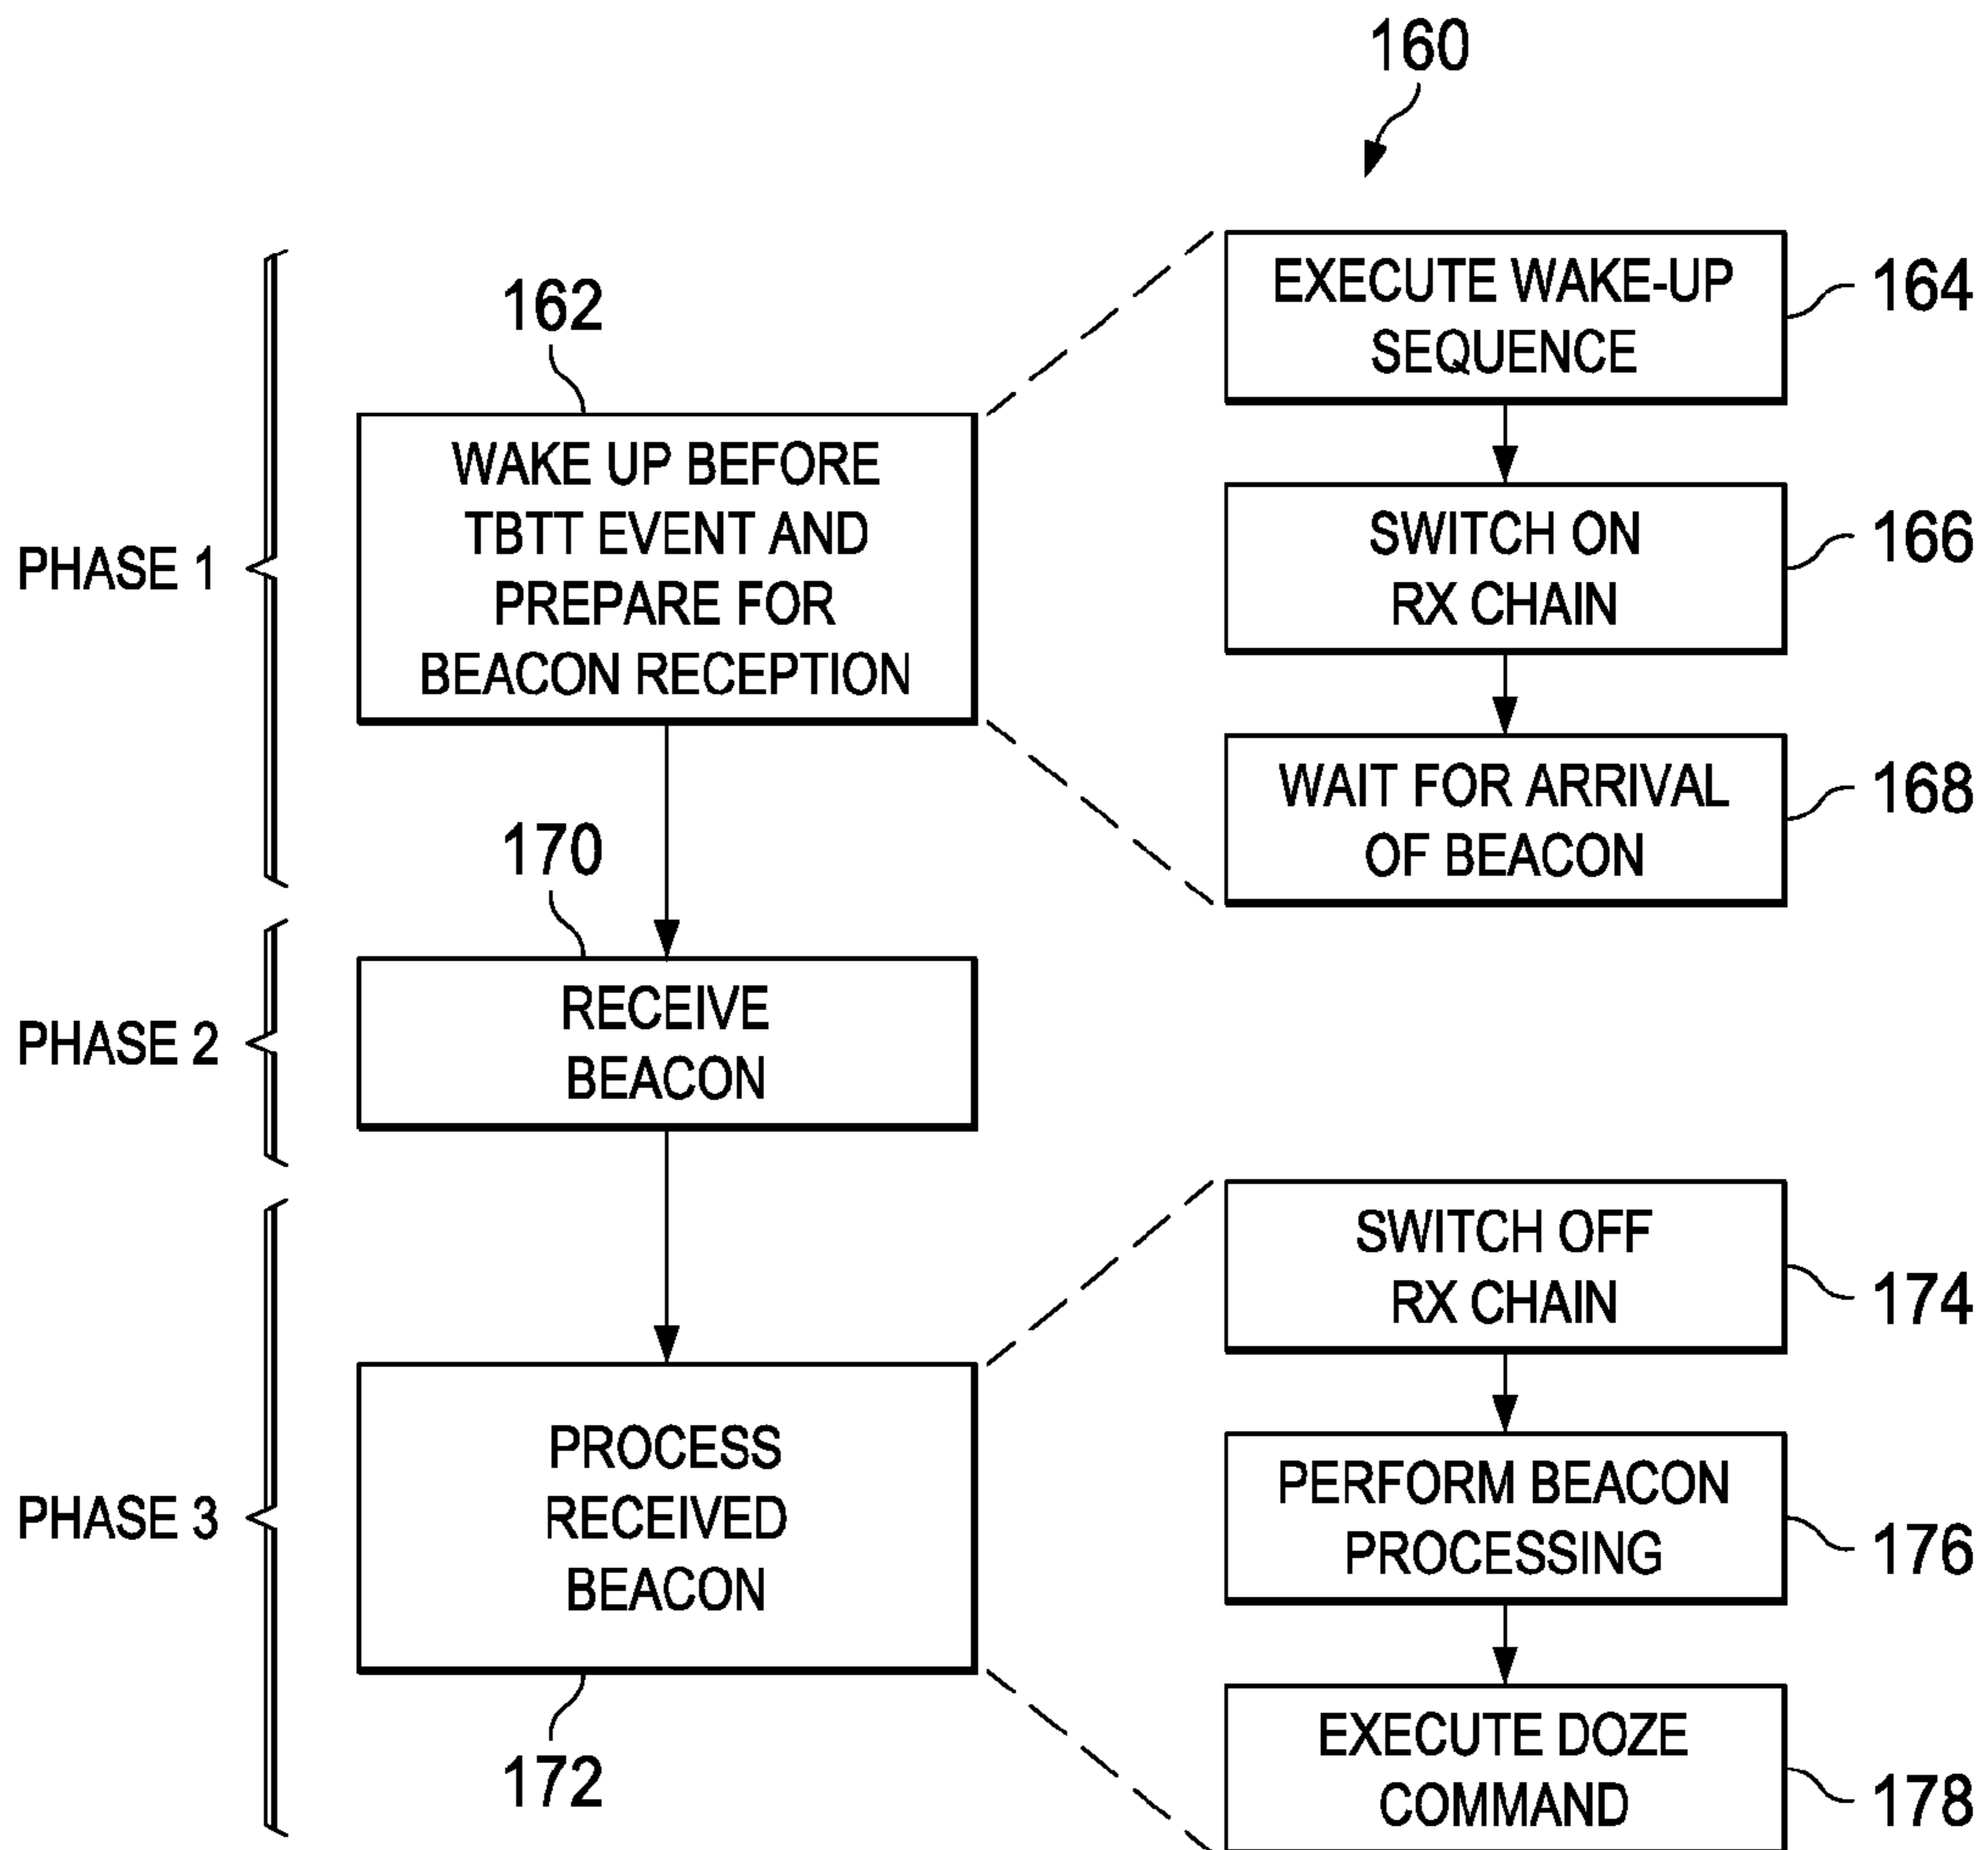 160
PHASE 1
162
WAKE UP BEFORE
TBTT EVENT AND
PREPARE FOR
BEACON RECEPTION
EXECUTE WAKE-UP
SEQUENCE
164
SWITCH ON
RX CHAIN
166
WAIT FOR ARRIVAL
OF BEACON
168
PHASE 2
170
RECEIVE
BEACON
PHASE 3
PROCESS
RECEIVED
BEACON
172
SWITCH OFF
RX CHAIN
174
PERFORM BEACON
PROCESSING
176
EXECUTE DOZE
COMMAND
178